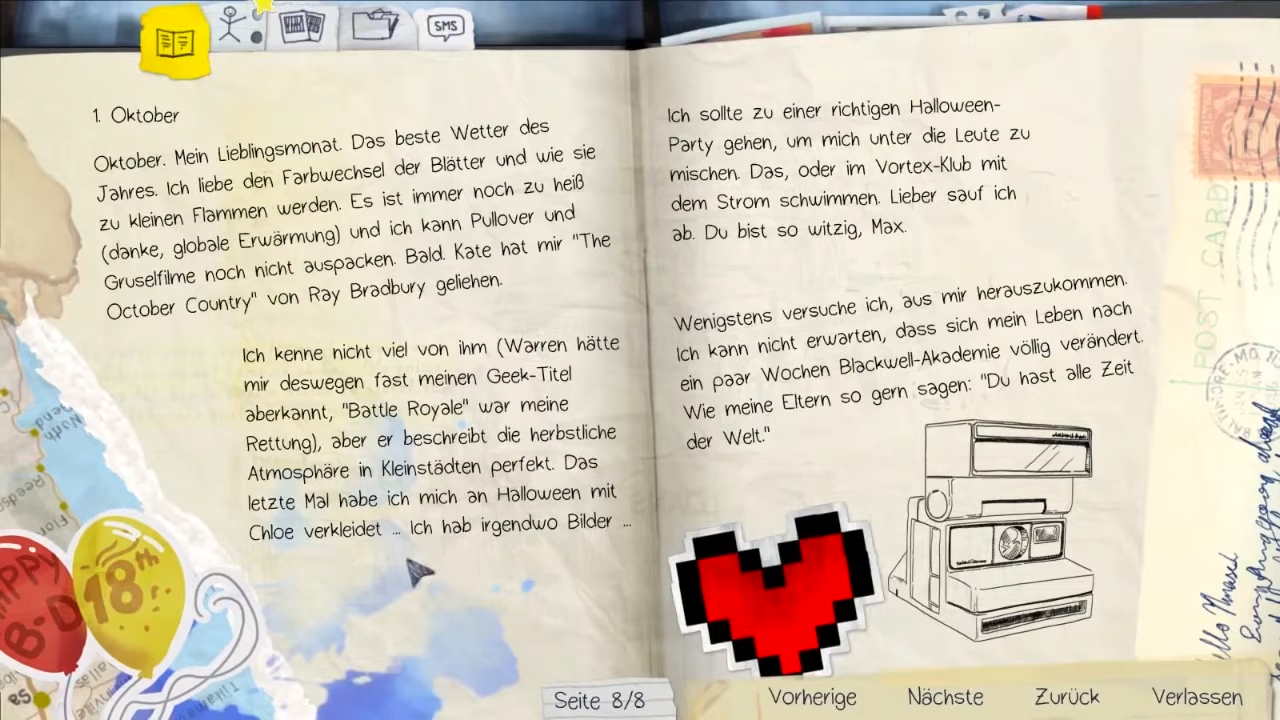 SMS
1. Oktober
Oktober. Mein Lieblingsmonat. Das beste Wetter des
Jahres. Ich liebe den Farbwechsel der Blätter und wie sie
zu kleinen Flammen werden. Es ist immer noch zu heiß
(danke, globale Erwärmung) und ich kann Pullover und
Gruselfilme noch nicht auspacken. Bald. Kate hat mir "The
October Country" von Ray Bradbury geliehen.
Ich kenne nicht viel von ihm (Warren hätte
mir deswegen fast meinen Geek-Titel
aberkannt, "Battle Royale" war meine
Rettung), aber er beschreibt die herbstliche
Atmosphäre in Kleinstädten perfekt. Das
letzte Mal habe ich mich an Halloween mit
Chloe verkleidet ... Ich hab irgendwo Bilder ...
18th
B-D
Ich sollte zu einer richtigen Halloween-
Party gehen, um mich unter die Leute zu
mischen. Das, oder im Vortex-Klub mit
dem Strom schwimmen. Lieber sauf ich
ab. Du bist so witzig, Max.
Wenigstens versuche ich, aus mir herauszukommen.
Ich kann nicht erwarten, dass sich mein Leben nach
ein paar Wochen Blackwell-Akademie völlig verändert.
Wie meine Eltern so gern sagen: "Du hast alle Zeit
der Welt."
POST CARD
Seite 8/8
Vorherige
Nächste
Zurück
Verlassen